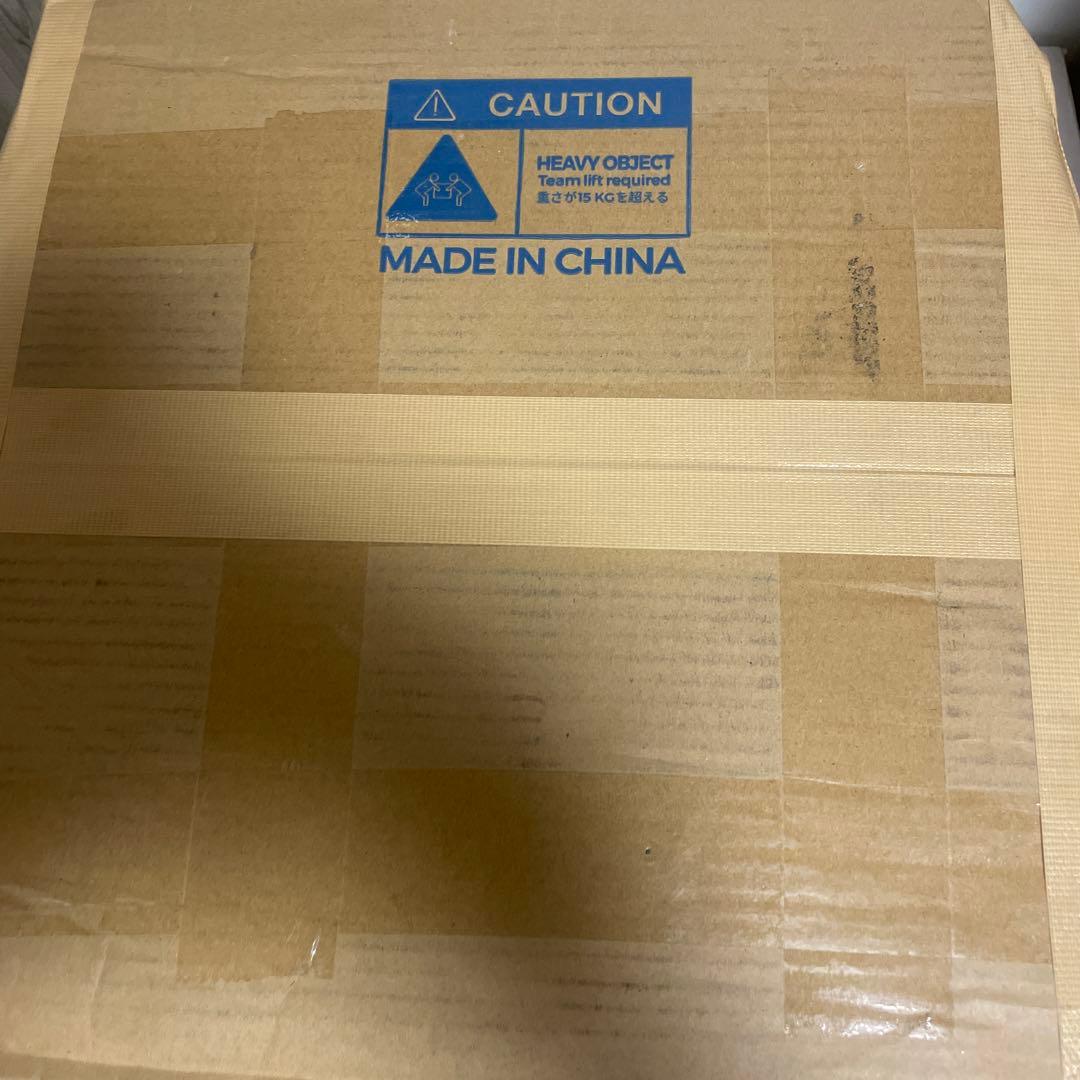 CAUTION
HEAVY OBJECT
Team lift required
重さが15 KGを超える
MADE IN CHINA